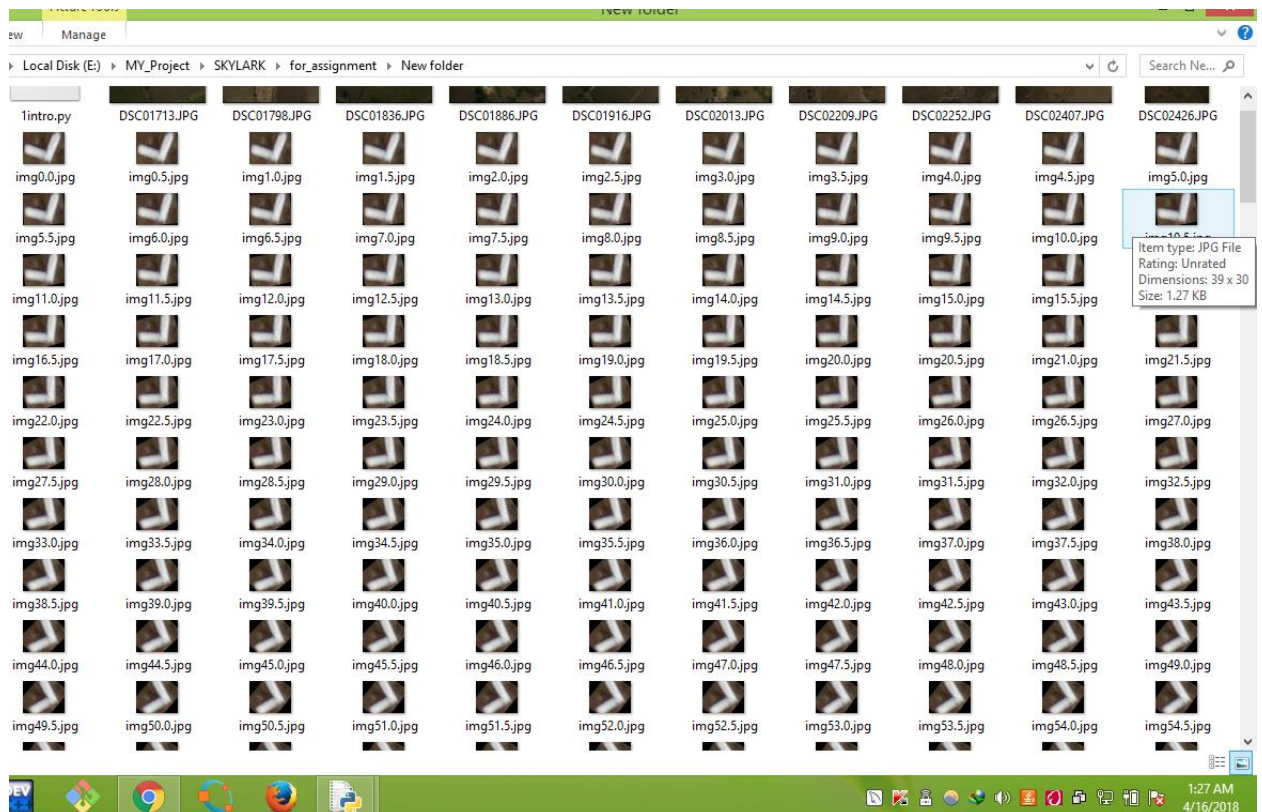 New folder
ew Manage ?
Local Disk (E:) MY_Project SKYLARK for_assignment New folder Search Ne...
1intro.py DSC01713.JPG DSC01798.JPG DSC01836.JPG DSC01886.JPG DSC01916.JPG DSC02013.JPG DSC02209.JPG DSC02252.JPG DSC02407.JPG DSC02426.JPG
img0.0.jpg img0.5.jpg img1.0.jpg img1.5.jpg img2.0.jpg img2.5.jpg img3.0.jpg img3.5.jpg img4.0.jpg img4.5.jpg img5.0.jpg
img5.5.jpg img6.0.jpg img6.5.jpg img7.0.jpg img7.5.jpg img8.0.jpg img8.5.jpg img9.0.jpg img9.5.jpg img10.0.jpg img10.5.jpg
Item type: JPG File
Rating: Unrated
Dimensions: 39 x 30
Size: 1.27 KB
img11.0.jpg img11.5.jpg img12.0.jpg img12.5.jpg img13.0.jpg img13.5.jpg img14.0.jpg img14.5.jpg img15.0.jpg img15.5.jpg
img16.5.jpg img17.0.jpg img17.5.jpg img18.0.jpg img18.5.jpg img19.0.jpg img19.5.jpg img20.0.jpg img20.5.jpg img21.0.jpg img21.5.jpg
img22.0.jpg img22.5.jpg img23.0.jpg img23.5.jpg img24.0.jpg img24.5.jpg img25.0.jpg img25.5.jpg img26.0.jpg img26.5.jpg img27.0.jpg
img27.5.jpg img28.0.jpg img28.5.jpg img29.0.jpg img29.5.jpg img30.0.jpg img30.5.jpg img31.0.jpg img31.5.jpg img32.0.jpg img32.5.jpg
img33.0.jpg img33.5.jpg img34.0.jpg img34.5.jpg img35.0.jpg img35.5.jpg img36.0.jpg img36.5.jpg img37.0.jpg img37.5.jpg img38.0.jpg
img38.5.jpg img39.0.jpg img39.5.jpg img40.0.jpg img40.5.jpg img41.0.jpg img41.5.jpg img42.0.jpg img42.5.jpg img43.0.jpg img43.5.jpg
img44.0.jpg img44.5.jpg img45.0.jpg img45.5.jpg img46.0.jpg img46.5.jpg img47.0.jpg img47.5.jpg img48.0.jpg img48.5.jpg img49.0.jpg
img49.5.jpg img50.0.jpg img50.5.jpg img51.0.jpg img51.5.jpg img52.0.jpg img52.5.jpg img53.0.jpg img53.5.jpg img54.0.jpg img54.5.jpg
DEV
1:27 AM
4/16/2018